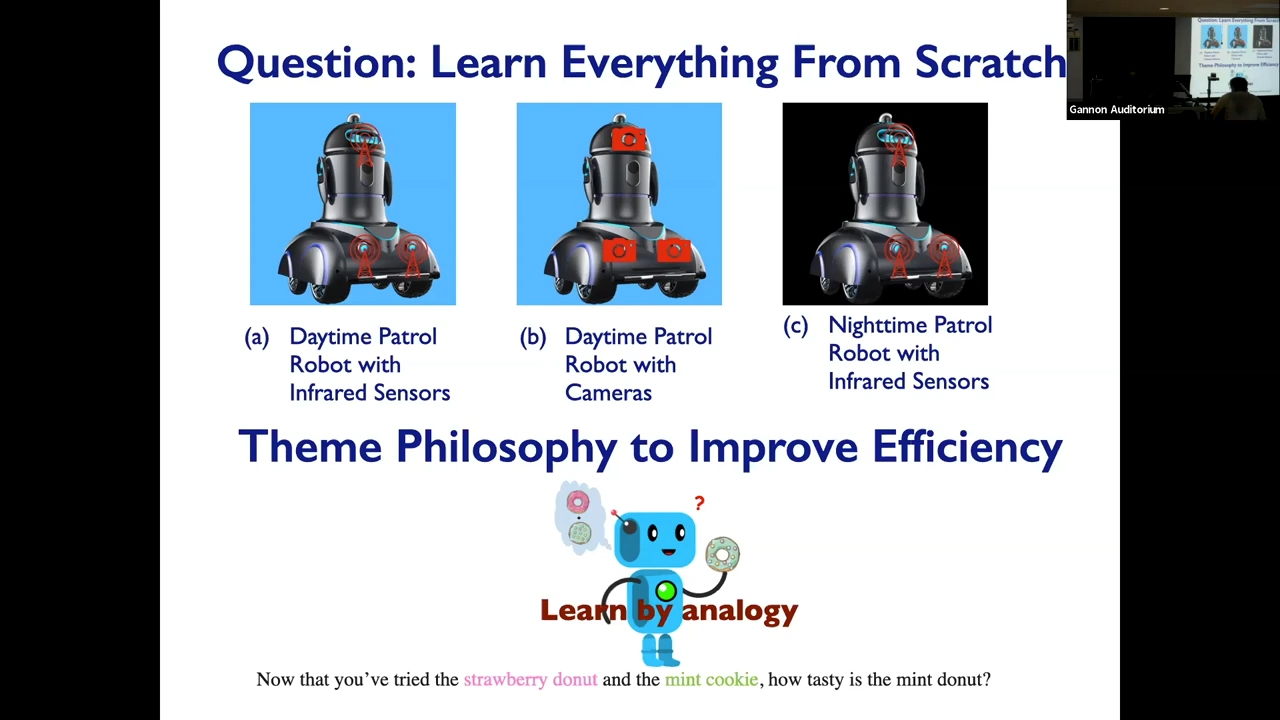 Question: Learn Everything From Scratch
Gannon Auditorium
(a) Daytime Patrol
Robot with
Infrared Sensors
(b) Daytime Patrol
Robot with
Cameras
(c) Nighttime Patrol
Robot with
Infrared Sensors
Theme Philosophy to Improve Efficiency
?
Learn by analogy
Now that you've tried the strawberry donut and the mint cookie, how tasty is the mint donut?